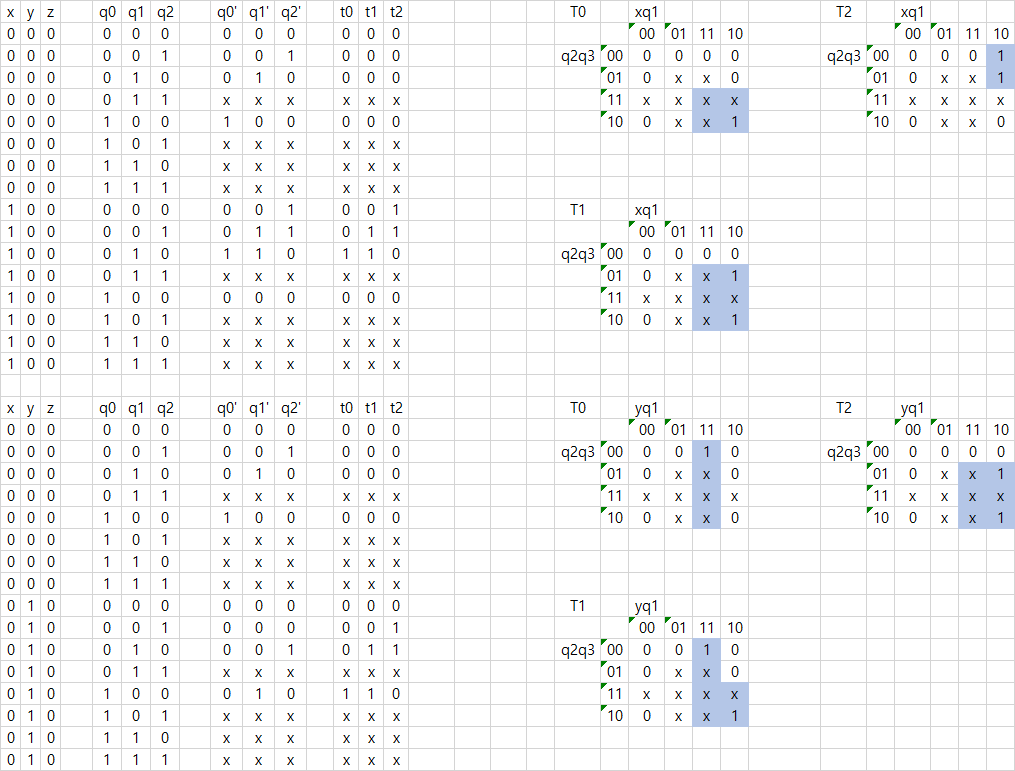 x y z q0 q1 q2 q0' q1' q2' t0 t1 t2 T0 xq1 T2 xq1
0 0 0 0 0 0 0 0 0 0 0 0 00 01 11 10 00 01 11 10
0 0 0 0 0 1 0 0 1 0 0 0 q2q3 00 0 0 0 0 q2q3 00 0 0 0 1
0 0 0 0 1 0 0 1 0 0 0 0 01 0 x x 0 01 0 x x 1
0 0 0 0 1 1 x x x x x x 11 x x x x 11 x x x x
0 0 0 1 0 0 1 0 0 0 0 0 10 0 x x 1 10 0 x x 0
0 0 0 1 0 1 x x x x x x
0 0 0 1 1 0 x x x x x x
0 0 0 1 1 1 x x x x x x
1 0 0 0 0 0 0 0 1 0 0 1 T1 xq1
1 0 0 0 0 1 0 1 1 0 1 1 00 01 11 10
1 0 0 0 1 0 1 1 0 1 1 0 q2q3 00 0 0 0 0
1 0 0 0 1 1 x x x x x x 01 0 x x 1
1 0 0 1 0 0 0 0 0 0 0 0 11 x x x x
1 0 0 1 0 1 x x x x x x 10 0 x x 1
1 0 0 1 1 0 x x x x x x
1 0 0 1 1 1 x x x x x x
x y z q0 q1 q2 q0' q1' q2' t0 t1 t2 T0 yq1 T2 yq1
0 0 0 0 0 0 0 0 0 0 0 0 00 01 11 10 00 01 11 10
0 0 0 0 0 1 0 0 1 0 0 0 q2q3 00 0 0 1 0 q2q3 00 0 0 0 0
0 0 0 0 1 0 0 1 0 0 0 0 01 0 x x 0 01 0 x x 1
0 0 0 0 1 1 x x x x x x 11 x x x x 11 x x x x
0 0 0 1 0 0 1 0 0 0 0 0 10 0 x x 0 10 0 x x 1
0 0 0 1 0 1 x x x x x x
0 0 0 1 1 0 x x x x x x
0 0 0 1 1 1 x x x x x x
0 1 0 0 0 0 0 0 0 0 0 0 T1 yq1
0 1 0 0 0 1 0 0 0 0 0 1 00 01 11 10
0 1 0 0 1 0 0 0 1 0 1 1 q2q3 00 0 0 1 0
0 1 0 0 1 1 x x x x x x 01 0 x x 0
0 1 0 1 0 0 0 1 0 1 1 0 11 x x x x
0 1 0 1 0 1 x x x x x x 10 0 x x 1
0 1 0 1 1 0 x x x x x x
0 1 0 1 1 1 x x x x x x